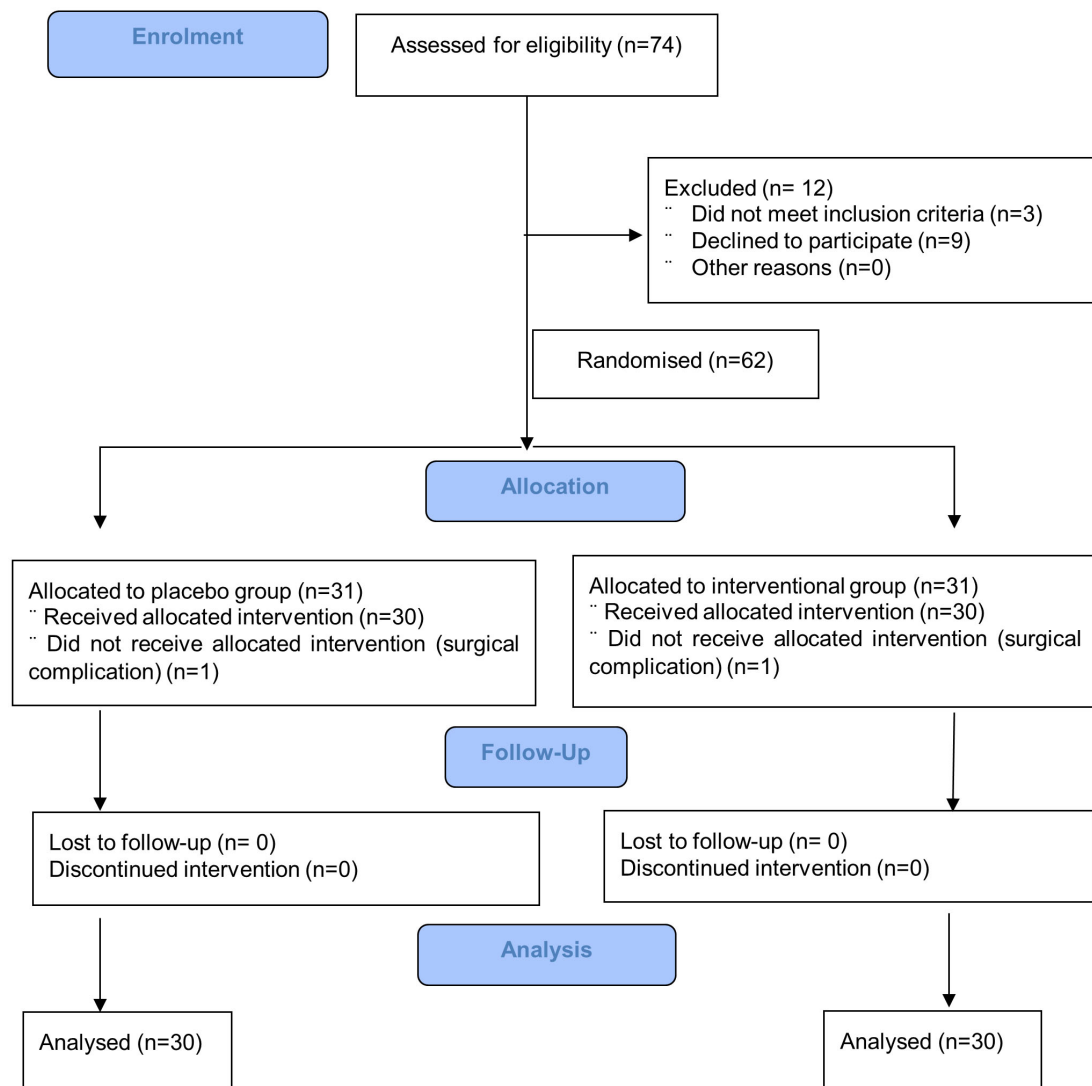 Enrolment
Assessed for eligibility (n=74)
Excluded (n= 12)
¨ Did not meet inclusion criteria (n=3)
¨ Declined to participate (n=9)
¨ Other reasons (n=0)
Randomised (n=62)
Allocation
Allocated to placebo group (n=31)
¨ Received allocated intervention (n=30)
¨ Did not receive allocated intervention (surgical
complication) (n=1)
Allocated to interventional group (n=31)
¨ Received allocated intervention (n=30)
¨ Did not receive allocated intervention (surgical
complication) (n=1)
Follow-Up
Lost to follow-up (n= 0)
Discontinued intervention (n=0)
Lost to follow-up (n= 0)
Discontinued intervention (n=0)
Analysis
Analysed (n=30)
Analysed (n=30)